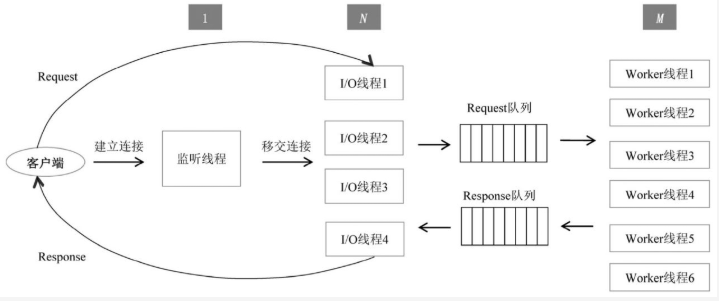 1
N
M
Request
I/O线程1
Worker线程1
Request队列
Worker线程2
建立连接
移交连接
I/O线程2
客户端
监听线程
Worker线程3
I/O线程3
Response队列
Worker线程4
I/O线程4
Worker线程5
Response
Worker线程6